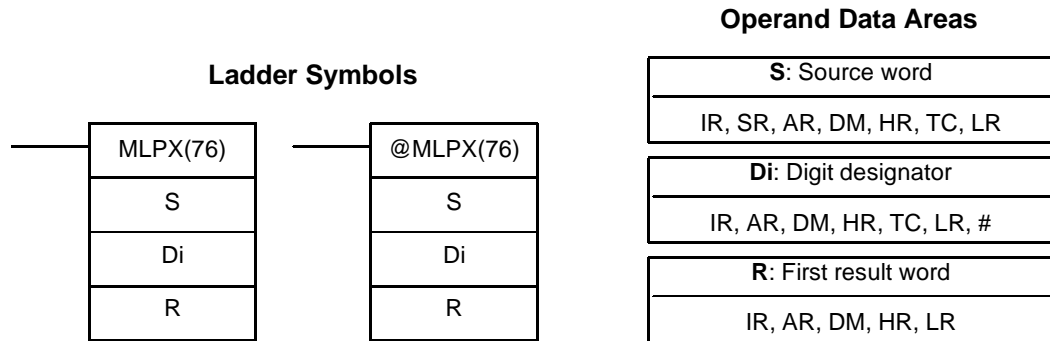 Ladder Symbols
MLPX(76)
S
Di
R
@MLPX(76)
S
Di
R
Operand Data Areas
S: Source word
IR, SR, AR, DM, HR, TC, LR
Di: Digit designator
IR, AR, DM, HR, TC, LR, #
R: First result word
IR, AR, DM, HR, LR